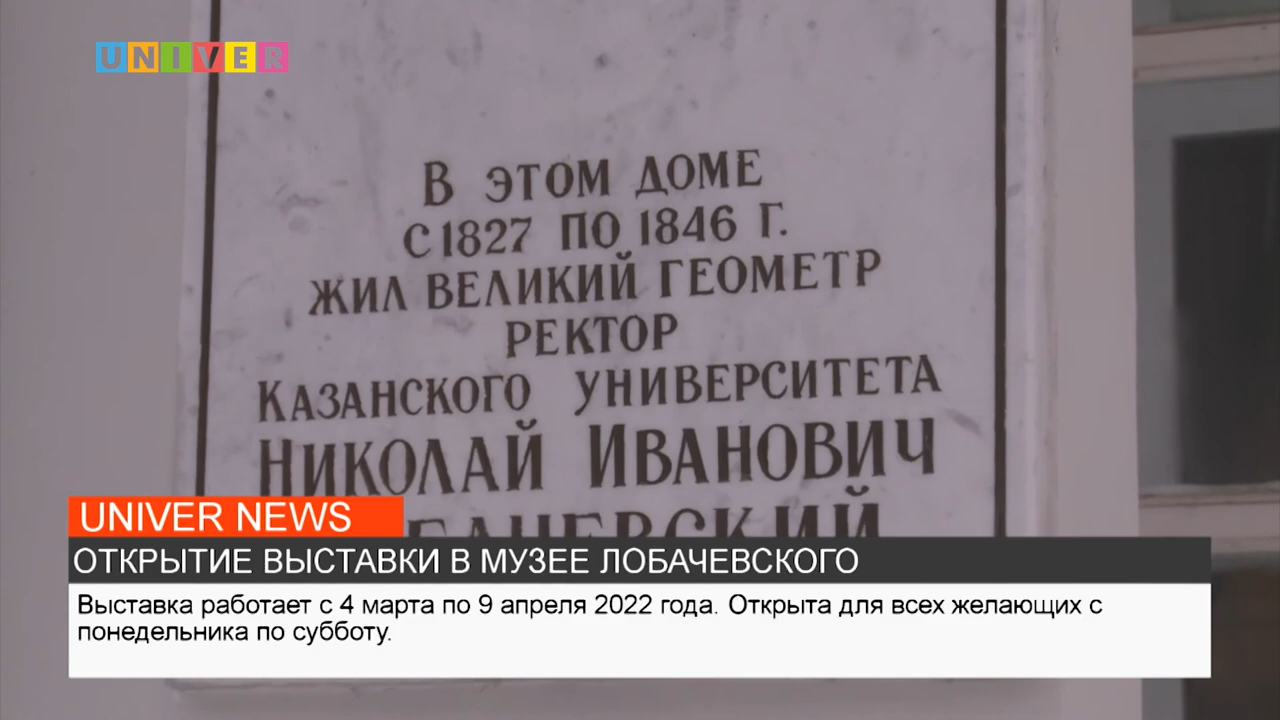 UNIVER
В ЭТОМ ДОМЕ
С 1827 ПО 1846 Г.
ЖИЛ ВЕЛИКИЙ ГЕОМЕТР
РЕКТОР
КАЗАНСКОГО УНИВЕРСИТЕТА
НИКОЛАЙ ИВАНОВИЧ
UNIVER NEWS
ОТКРЫТИЕ ВЫСТАВКИ В МУЗЕЕ ЛОБАЧЕВСКОГО
Выставка работает с 4 марта по 9 апреля 2022 года. Открыта для всех желающих с
понедельника по субботу.